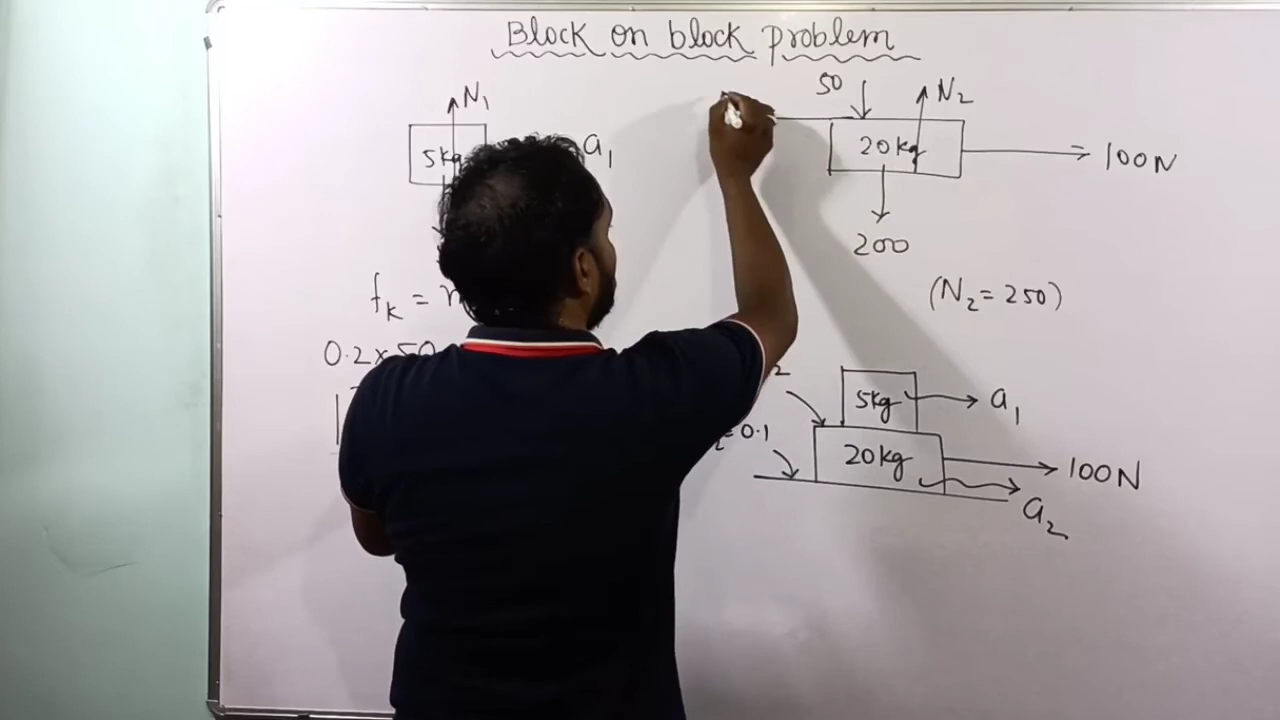 Block on block problem
N₁
5kg
a₁
f_K =
0.2×50
50
N₂
20kg
100N
200
(N₂ = 250)
5kg
a₁
= 0.1
20kg
100N
a₂